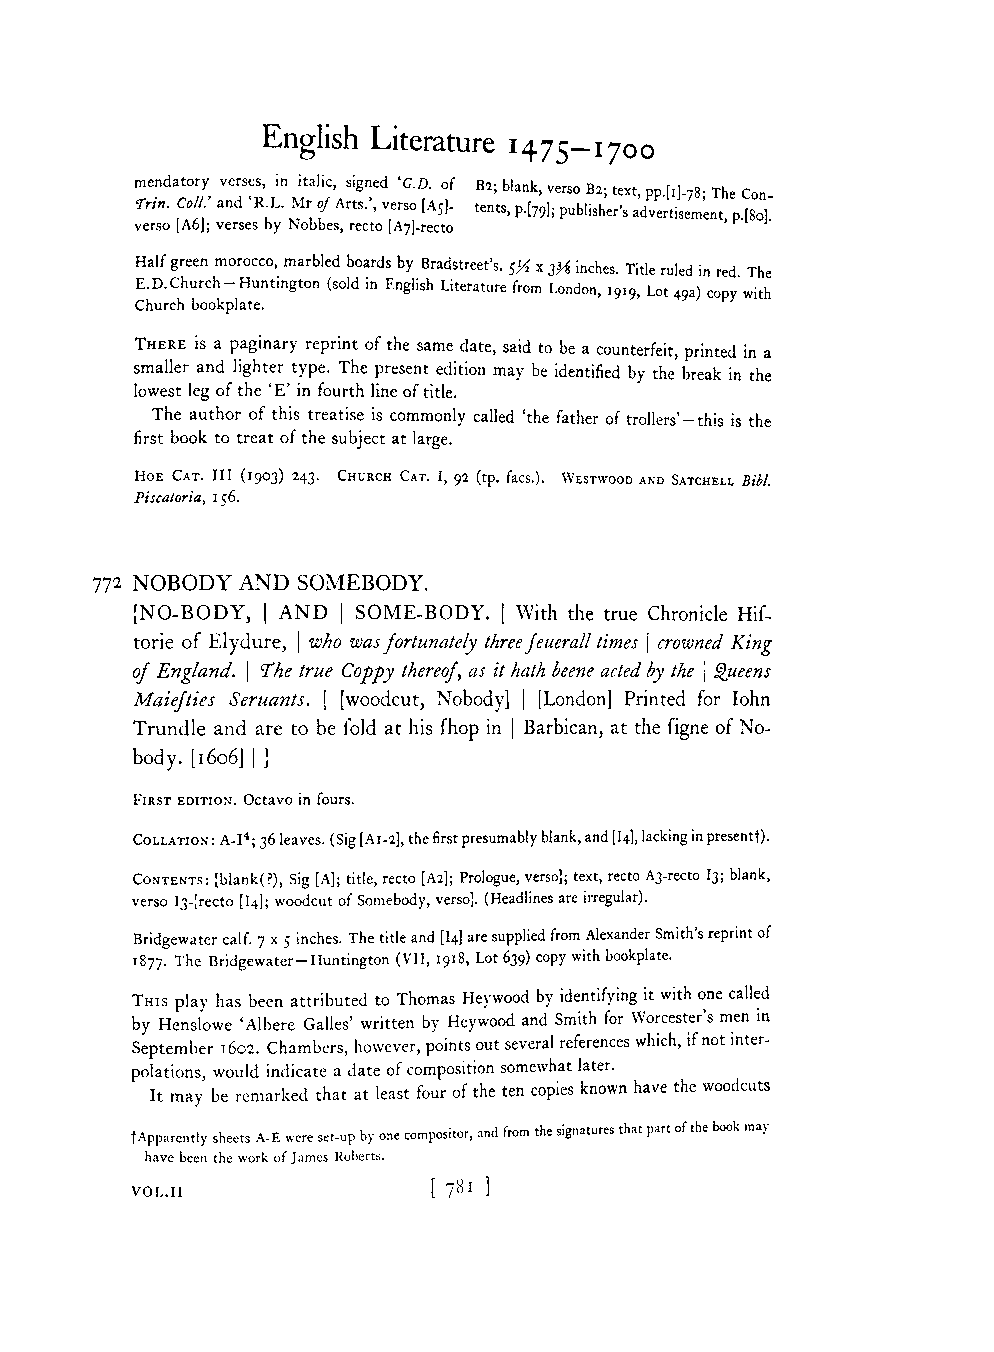 English Literature 1475–1700
mendatory verses, in italic, signed ‘G.D. of
Trin. Coll.’ and ‘R.L. Mr of Arts.’, verso [A5]-
verso [A6]; verses by Nobbes, recto [A7]-recto
B2; blank, verso B2; text, pp.[1]-78; The Con-
tents, p.[79]; publisher's advertisement, p.[80].
Half green morocco, marbled boards by Bradstreet's. 5½ x 3⅜ inches. Title ruled in red. The
E.D.Church—Huntington (sold in English Literature from London, 1919, Lot 492) copy with
Church bookplate.
THERE is a paginary reprint of the same date, said to be a counterfeit, printed in a
smaller and lighter type. The present edition may be identified by the break in the
lowest leg of the ‘E’ in fourth line of title.
The author of this treatise is commonly called ‘the father of trollers’—this is the
first book to treat of the subject at large.
HOE CAT. III (1903) 243. CHURCH CAT. I, 92 (tp. facs.). WESTWOOD AND SATCHELL Bibl.
Piscatoria, 156.
772 NOBODY AND SOMEBODY.
{NO-BODY, | AND | SOME-BODY. | With the true Chronicle Hiſ-
torie of Elydure, | who was fortunately three ſeuerall times | crowned King
of England. | The true Coppy thereof, as it hath beene acted by the | Queens
Maieſties Seruants. | [woodcut, Nobody] | [London] Printed for Iohn
Trundle and are to be ſold at his ſhop in | Barbican, at the ſigne of No-
body. [1606] | }
FIRST EDITION. Octavo in fours.
COLLATION: A-I⁴; 36 leaves. (Sig [A1-2], the first presumably blank, and [I4], lacking in present†).
CONTENTS: {blank(?), Sig [A]; title, recto [A2]; Prologue, verso}; text, recto A3-recto I3; blank,
verso I3-{recto [I4]; woodcut of Somebody, verso}. (Headlines are irregular).
Bridgewater calf. 7 x 5 inches. The title and [I4] are supplied from Alexander Smith's reprint of
1877. The Bridgewater—Huntington (VII, 1918, Lot 639) copy with bookplate.
THIS play has been attributed to Thomas Heywood by identifying it with one called
by Henslowe ‘Albere Galles’ written by Heywood and Smith for Worcester's men in
September 1602. Chambers, however, points out several references which, if not inter-
polations, would indicate a date of composition somewhat later.
It may be remarked that at least four of the ten copies known have the woodcuts
†Apparently sheets A-E were set-up by one compositor, and from the signatures that part of the book may
have been the work of James Roberts.
VOL.II [ 781 ]